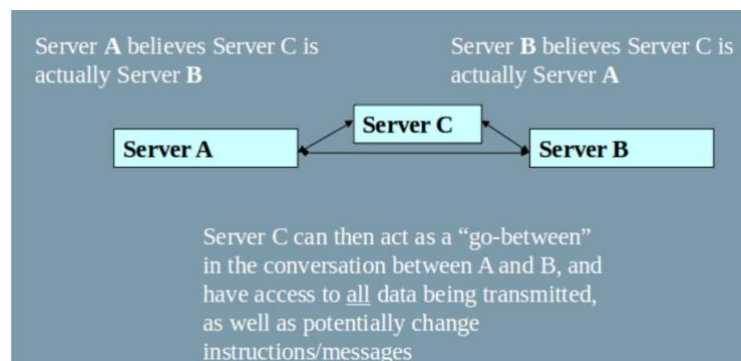 Server A believes Server C is
actually Server B
Server B believes Server C is
actually Server A
Server C
Server A
Server B
Server C can then act as a “go-between”
in the conversation between A and B, and
have access to all data being transmitted,
as well as potentially change
instructions/messages